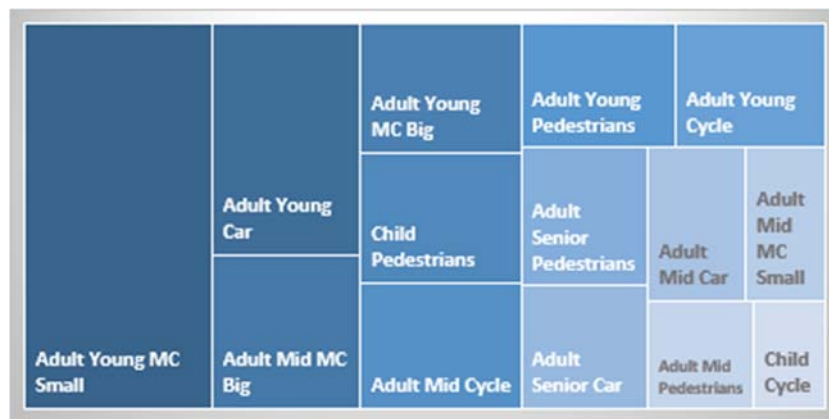 Adult Young MC
Small
Adult Young
Car
Adult Mid MC
Big
Adult Young
MC Big
Child
Pedestrians
Adult Mid Cycle
Adult Young
Pedestrians
Adult Young
Cycle
Adult
Senior
Pedestrians
Adult
Mid Car
Adult
Mid
MC
Small
Adult
Senior Car
Adult Mid
Pedestrians
Child
Cycle